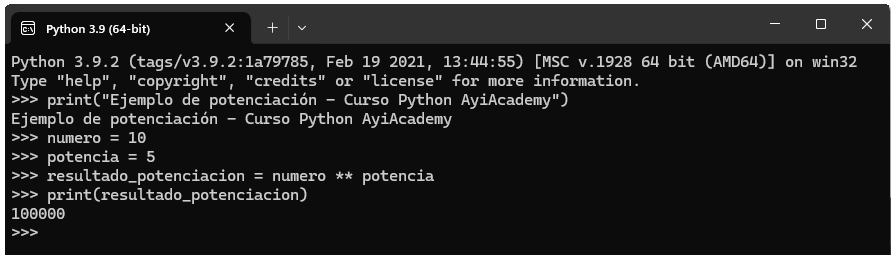 Python 3.9 (64-bit)
Python 3.9.2 (tags/v3.9.2:1a79785, Feb 19 2021, 13:44:55) [MSC v.1928 64 bit (AMD64)] on win32
Type "help", "copyright", "credits" or "license" for more information.
>>> print("Ejemplo de potenciación – Curso Python AyiAcademy")
Ejemplo de potenciación – Curso Python AyiAcademy
>>> numero = 10
>>> potencia = 5
>>> resultado_potenciacion = numero ** potencia
>>> print(resultado_potenciacion)
100000
>>>